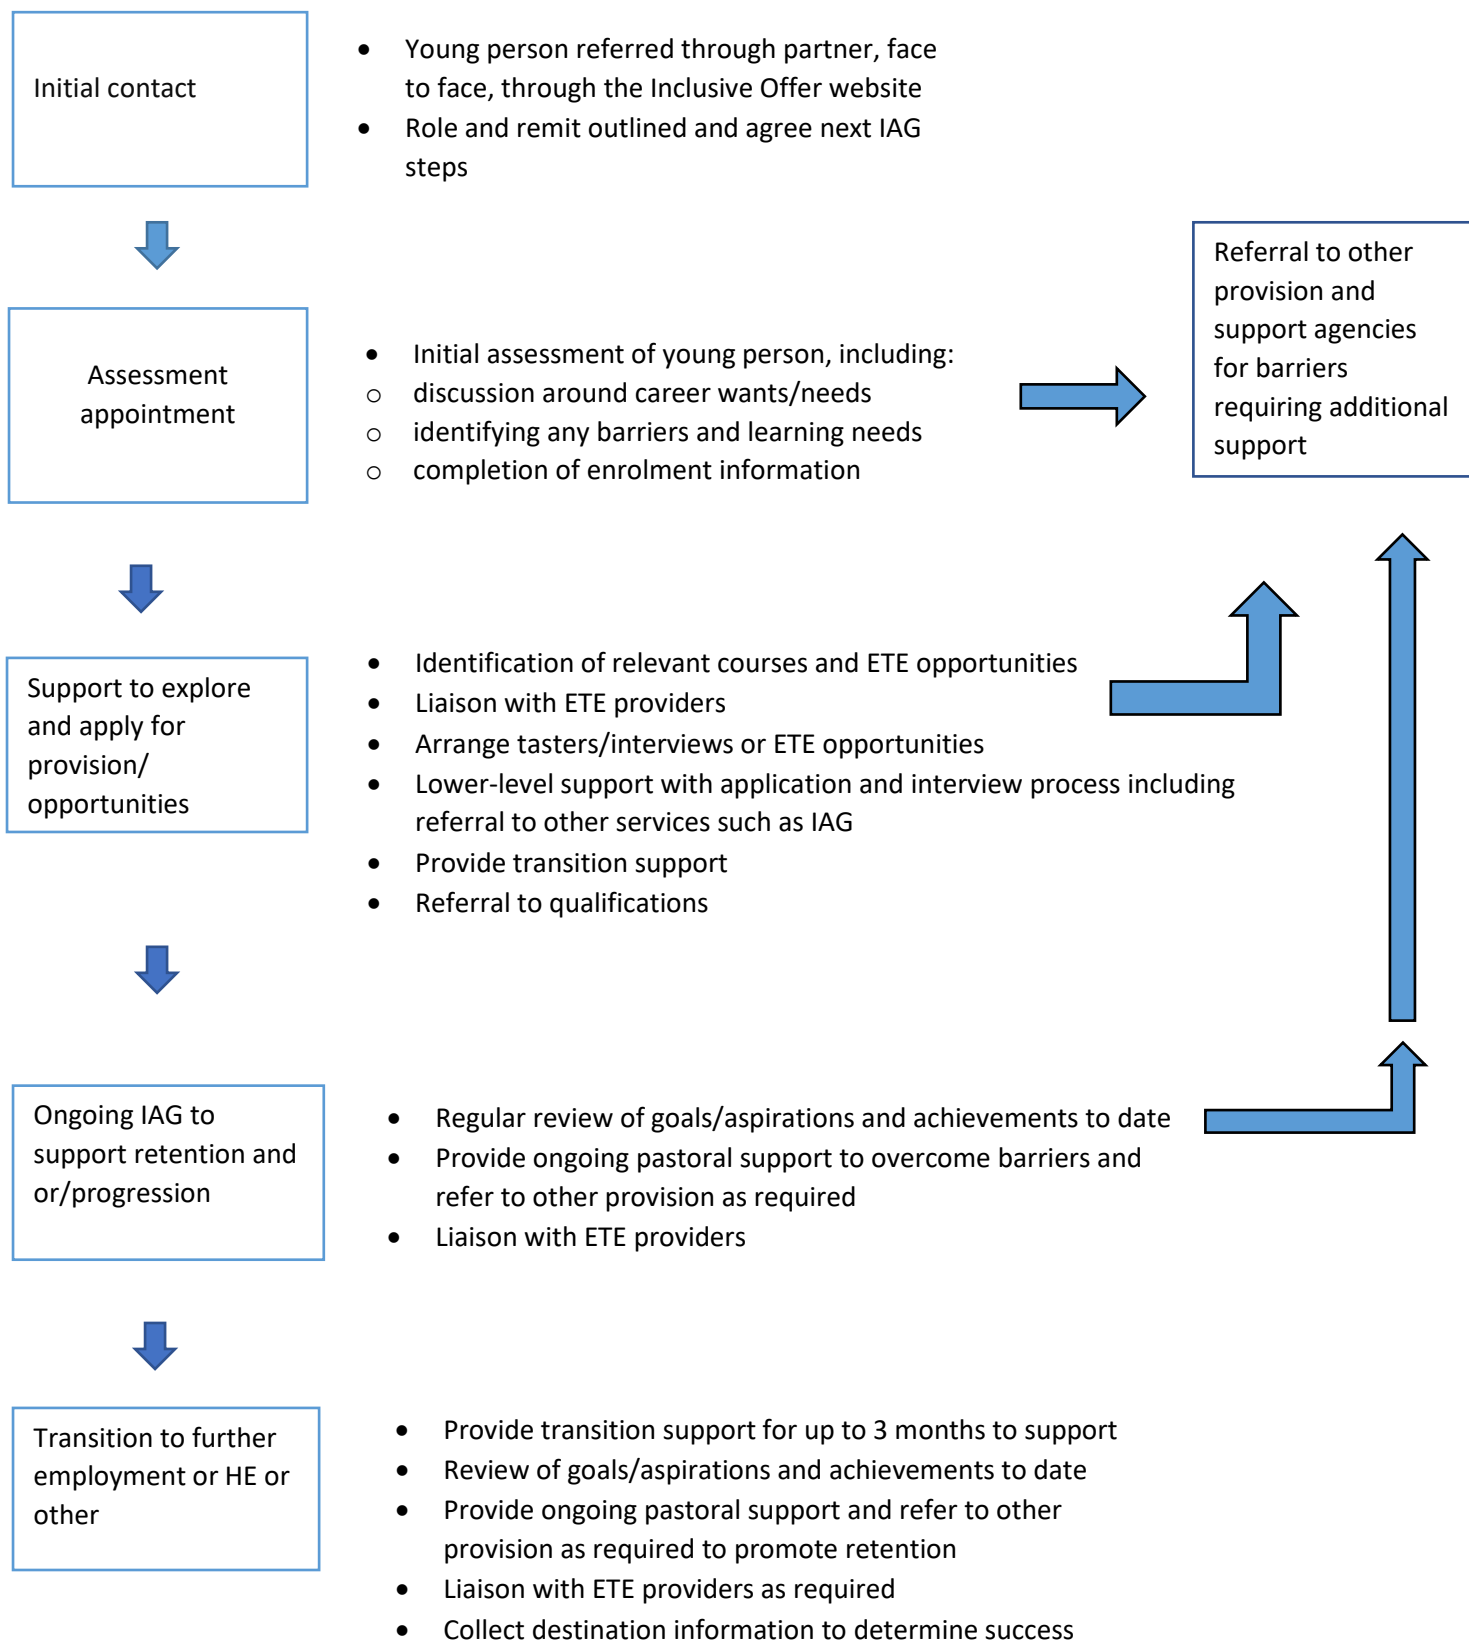 Initial contact
• Young person referred through partner, face
to face, through the Inclusive Offer website
• Role and remit outlined and agree next IAG
steps
Assessment
appointment
• Initial assessment of young person, including:
o discussion around career wants/needs
o identifying any barriers and learning needs
o completion of enrolment information
Referral to other
provision and
support agencies
for barriers
requiring additional
support
Support to explore
and apply for
provision/
opportunities
• Identification of relevant courses and ETE opportunities
• Liaison with ETE providers
• Arrange tasters/interviews or ETE opportunities
• Lower-level support with application and interview process including
referral to other services such as IAG
• Provide transition support
• Referral to qualifications
Ongoing IAG to
support retention and
or/progression
• Regular review of goals/aspirations and achievements to date
• Provide ongoing pastoral support to overcome barriers and
refer to other provision as required
• Liaison with ETE providers
Transition to further
employment or HE or
other
• Provide transition support for up to 3 months to support
• Review of goals/aspirations and achievements to date
• Provide ongoing pastoral support and refer to other
provision as required to promote retention
• Liaison with ETE providers as required
• Collect destination information to determine success